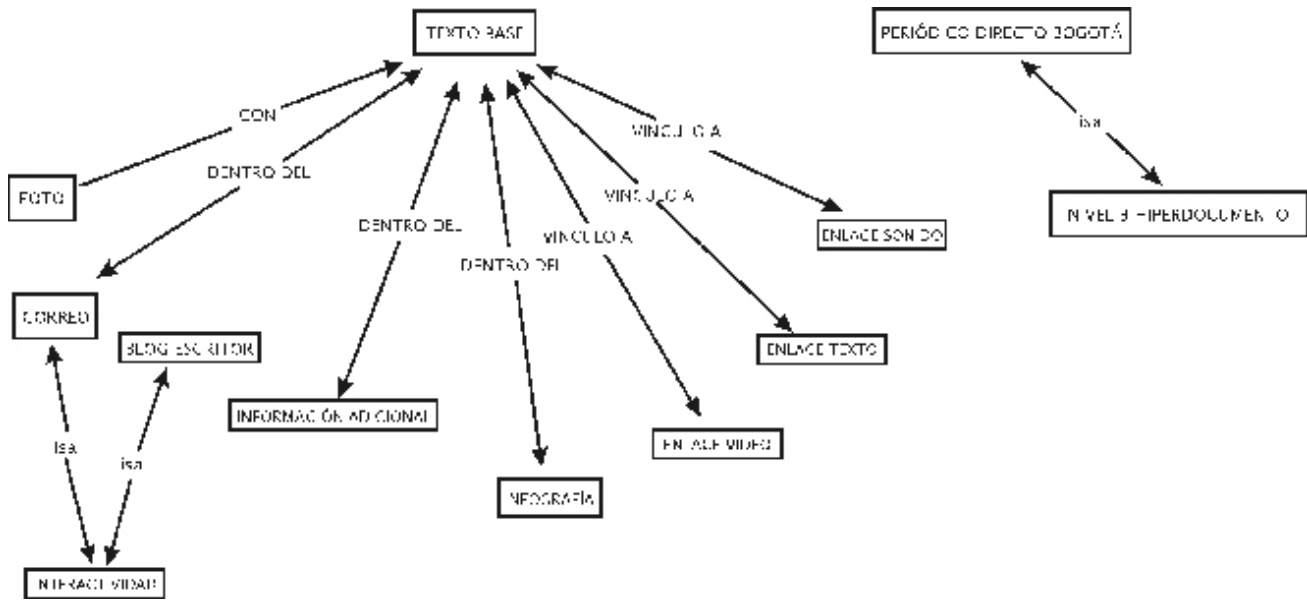 TEXTO BASE
PERIÓDICO DIRECTO BOGOTÁ
CON
isa
VINCULO A
DENTRO DEL
FOTO
VINCULO A
NIVEL 3 HIPERDOCUMENTO
DENTRO DEL
VINCULO A
ENLACE SONIDO
DENTRO DEL
CORREO
BLOG ESCRITOR
ENLACE TEXTO
INFORMACIÓN ADICIONAL
isa
isa
ENLACE VIDEO
INFOGRAFÍA
INTERACTIVIDAD